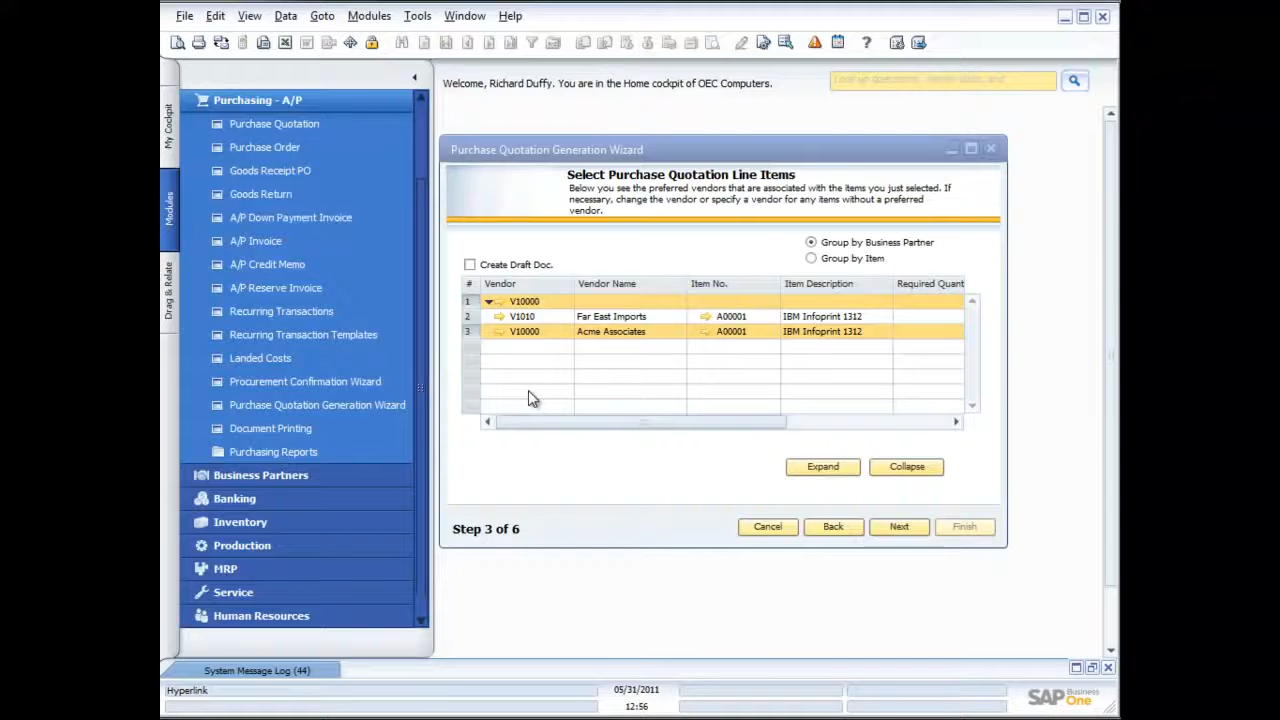 File Edit View Data Goto Modules Tools Window Help
Welcome, Richard Duffy. You are in the Home cockpit of OEC Computers.
My Cockpit
Modules
Drag & Relate
Purchasing - A/P
Purchase Quotation
Purchase Order
Goods Receipt PO
Goods Return
A/P Down Payment Invoice
A/P Invoice
A/P Credit Memo
A/P Reserve Invoice
Recurring Transactions
Recurring Transaction Templates
Landed Costs
Procurement Confirmation Wizard
Purchase Quotation Generation Wizard
Document Printing
Purchasing Reports
Business Partners
Banking
Inventory
Production
MRP
Service
Human Resources
Purchase Quotation Generation Wizard
Select Purchase Quotation Line Items
Below you see the preferred vendors that are associated with the items you just selected. If
necessary, change the vendor or specify a vendor for any items without a preferred
vendor.
Group by Business Partner
Group by Item
Create Draft Doc.
# Vendor Vendor Name Item No. Item Description Required Quant
1 V10000
2 V1010 Far East Imports A00001 IBM Infoprint 1312
3 V10000 Acme Associates A00001 IBM Infoprint 1312
Expand Collapse
Step 3 of 6 Cancel Back Next Finish
System Message Log (44)
Hyperlink 05/31/2011
12:56
SAP Business One